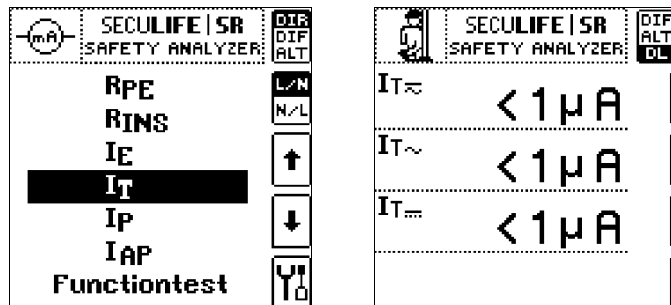 mA
SECULIFE | SR
SAFETY ANALYZER
DIR
DIF
ALT
L/N
N/L
RPE
RINS
IE
IT
IP
IAP
Functiontest
SECULIFE | SR
SAFETY ANALYZER
DIF
ALT
DL
IT≂
<1µA
IT~
<1µA
IT⎓
<1µA